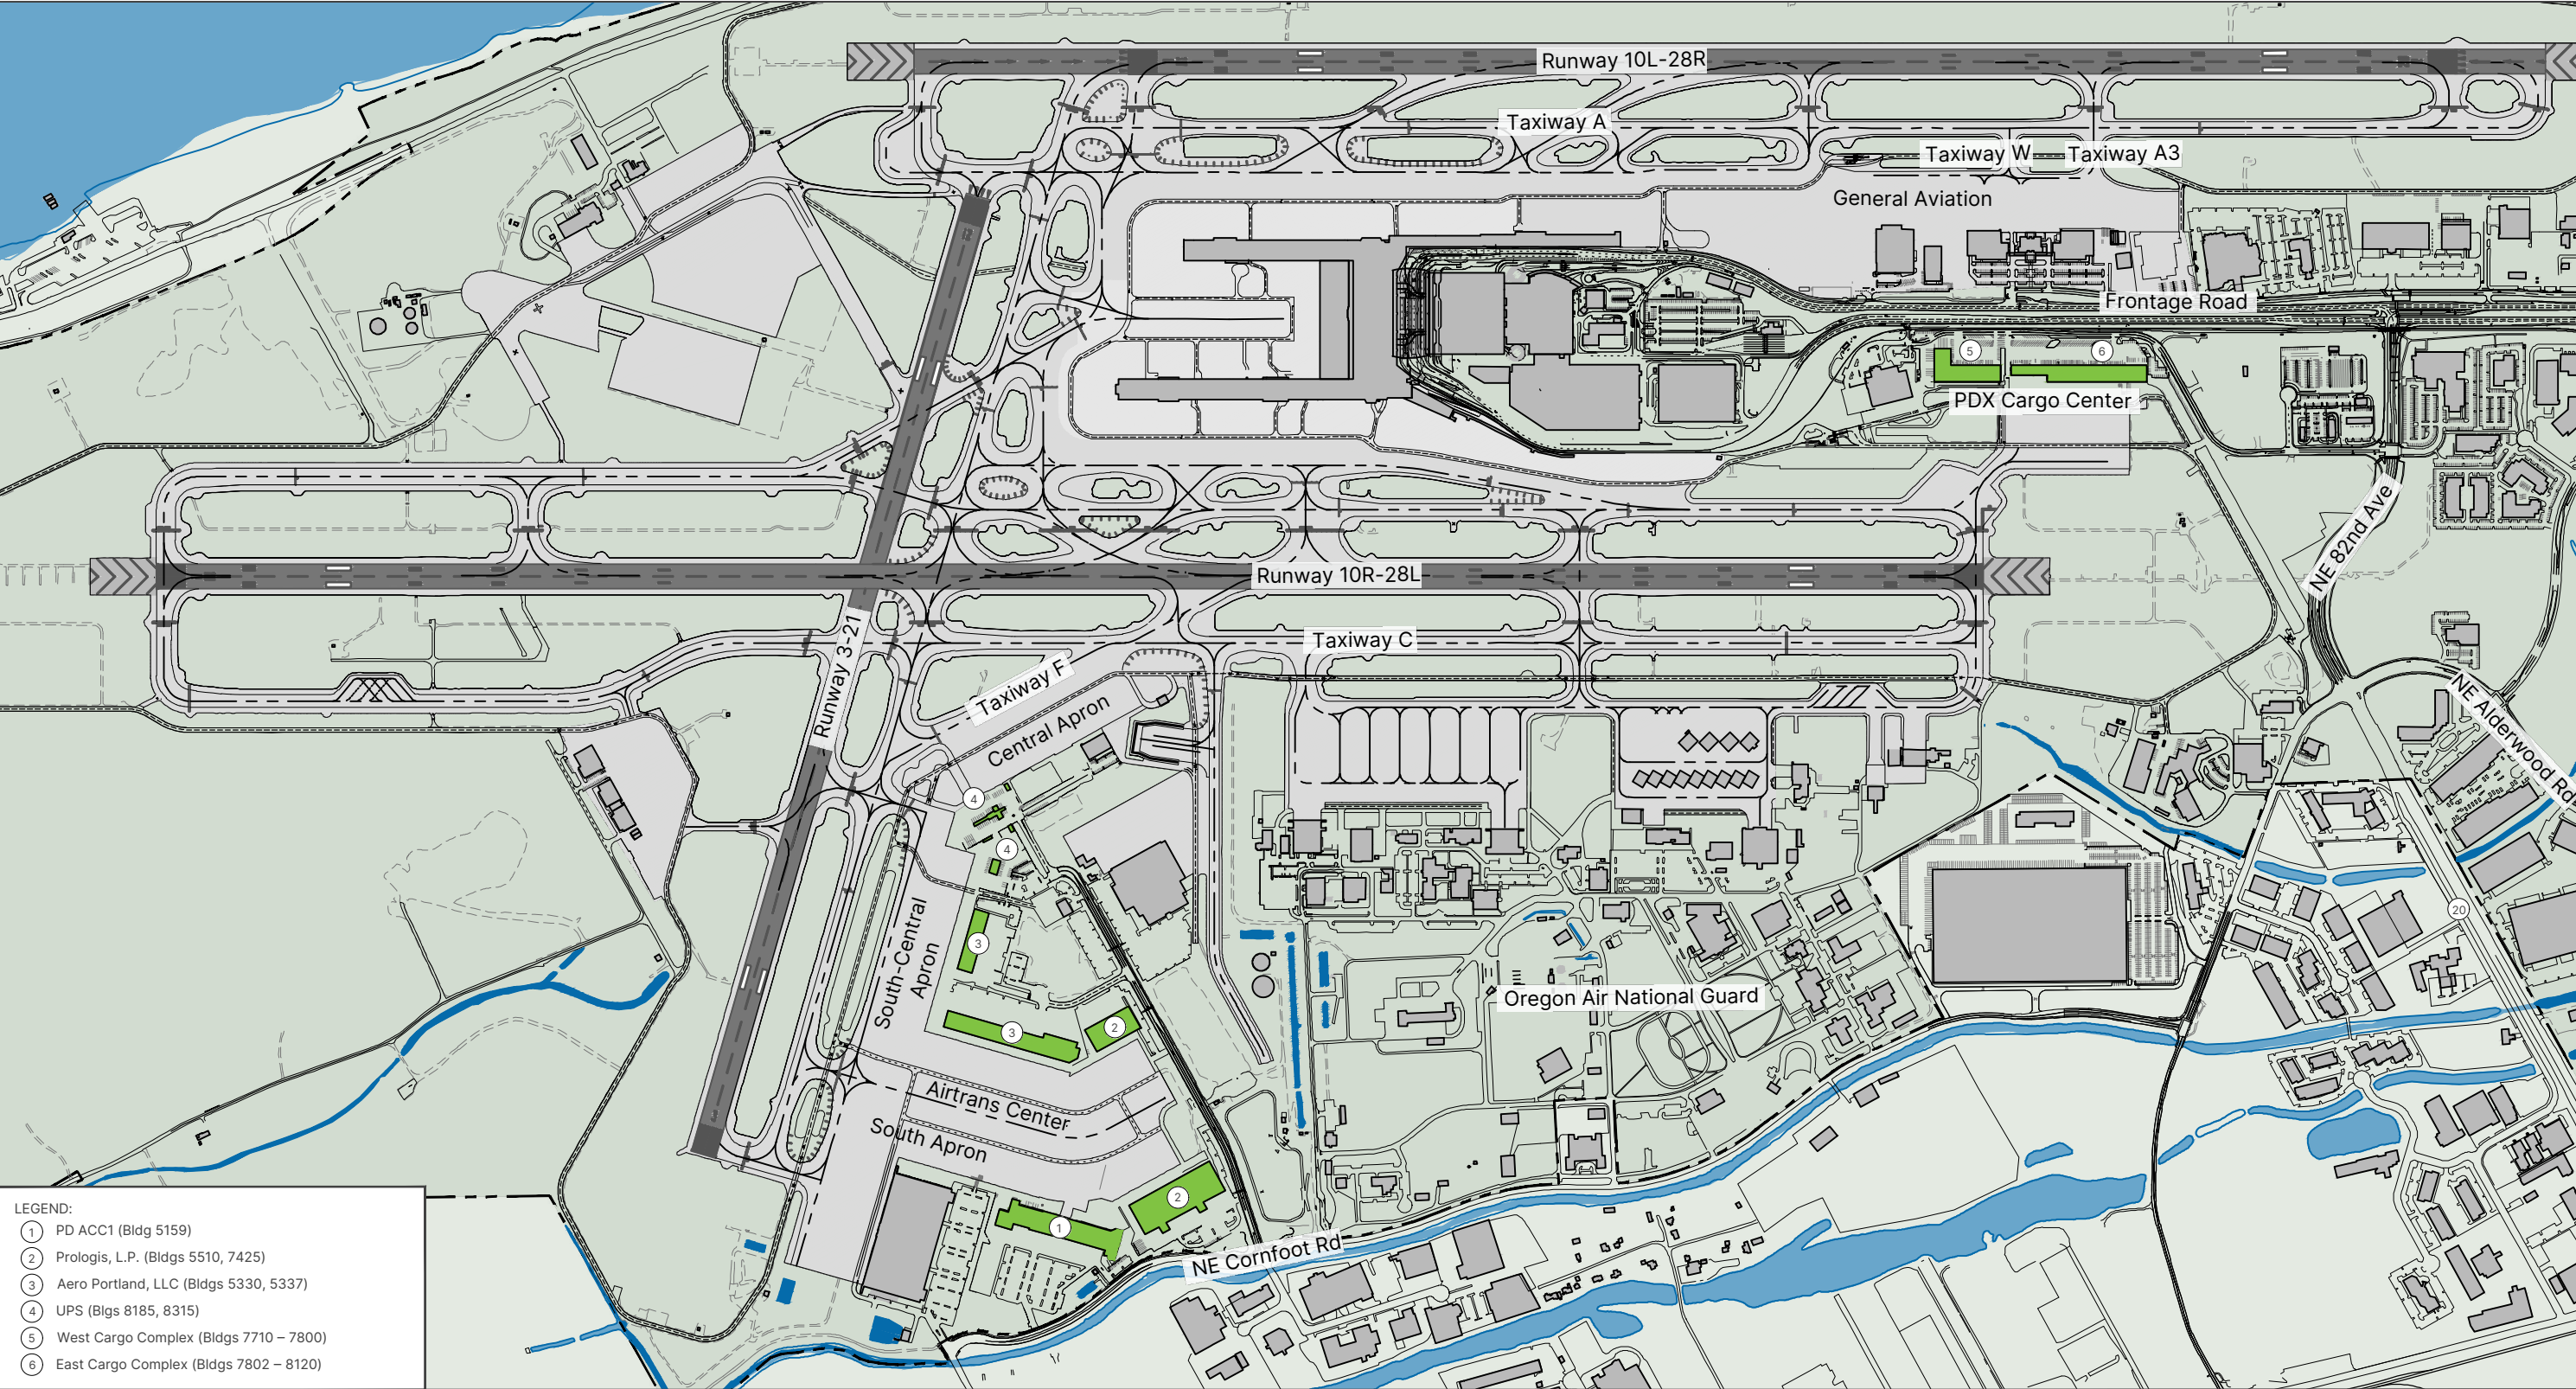 Runway 10L-28R
Taxiway A
Taxiway W
Taxiway A3
General Aviation
Frontage Road
5
6
PDX Cargo Center
NE 82nd Ave
Runway 10R-28L
Taxiway C
Runway 3-21
Taxiway F
Central Apron
NE Alderwood Rd
4
4
20
South-Central
Apron
3
3
2
Oregon Air National Guard
Airtrans Center
South Apron
2
1
NE Cornfoot Rd
LEGEND:
1 PD ACC1 (Bldg 5159)
2 Prologis, L.P. (Bldgs 5510, 7425)
3 Aero Portland, LLC (Bldgs 5330, 5337)
4 UPS (Blgs 8185, 8315)
5 West Cargo Complex (Bldgs 7710 – 7800)
6 East Cargo Complex (Bldgs 7802 – 8120)